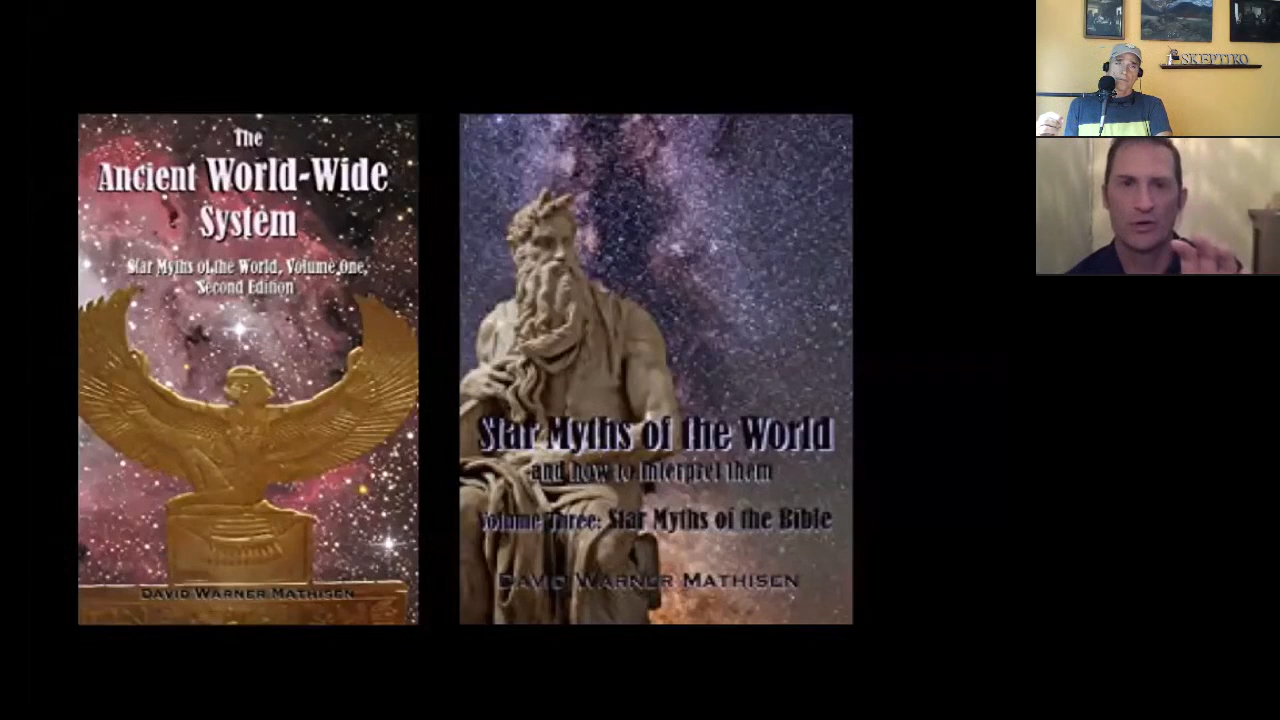 The
Ancient World-Wide
System
Star Myths of the World, Volume One,
Second Edition
DAVID WARNER MATHISEN
Star Myths of the World
and how to interpret them
Volume Three: Star Myths of the Bible
DAVID WARNER MATHISEN
SKEPTIKO